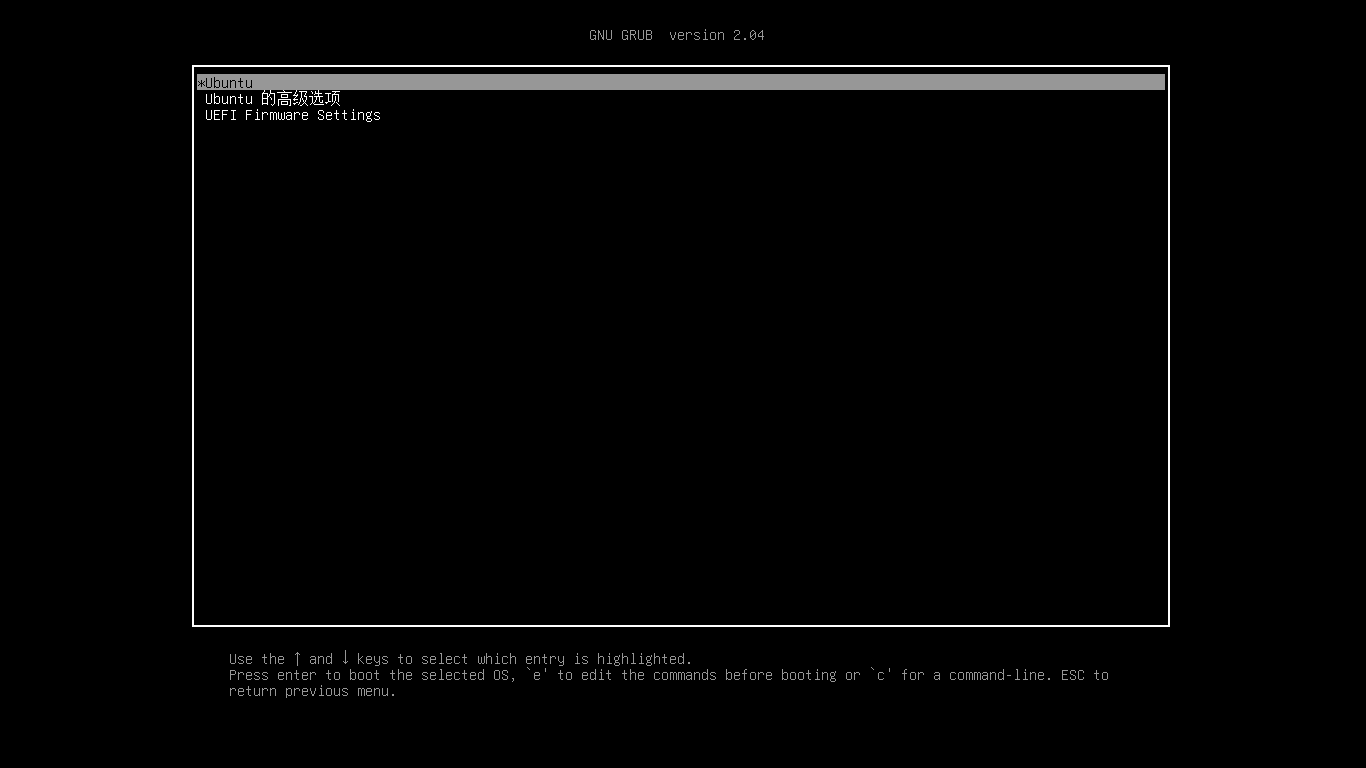 GNU GRUB  version 2.04
*Ubuntu
Ubuntu 的高级选项
UEFI Firmware Settings
Use the ↑ and ↓ keys to select which entry is highlighted.
Press enter to boot the selected OS, `e' to edit the commands before booting or `c' for a command-line. ESC to
return previous menu.